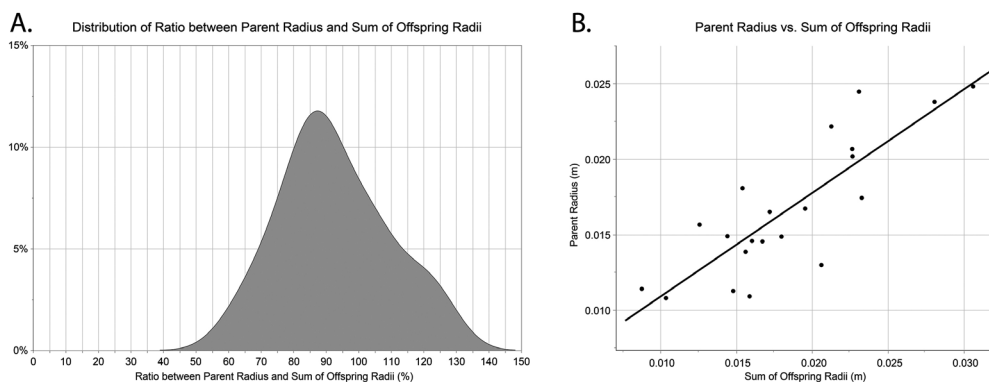 A.
Distribution of Ratio between Parent Radius and Sum of Offspring Radii
15%
10%
5%
0%
0 10 20 30 40 50 60 70 80 90 100 110 120 130 140 150
Ratio between Parent Radius and Sum of Offspring Radii (%)
B.
Parent Radius vs. Sum of Offspring Radii
Parent Radius (m)
0.025
0.020
0.015
0.010
0.010 0.016 0.020 0.026 0.030
Sum of Offspring Radii (m)